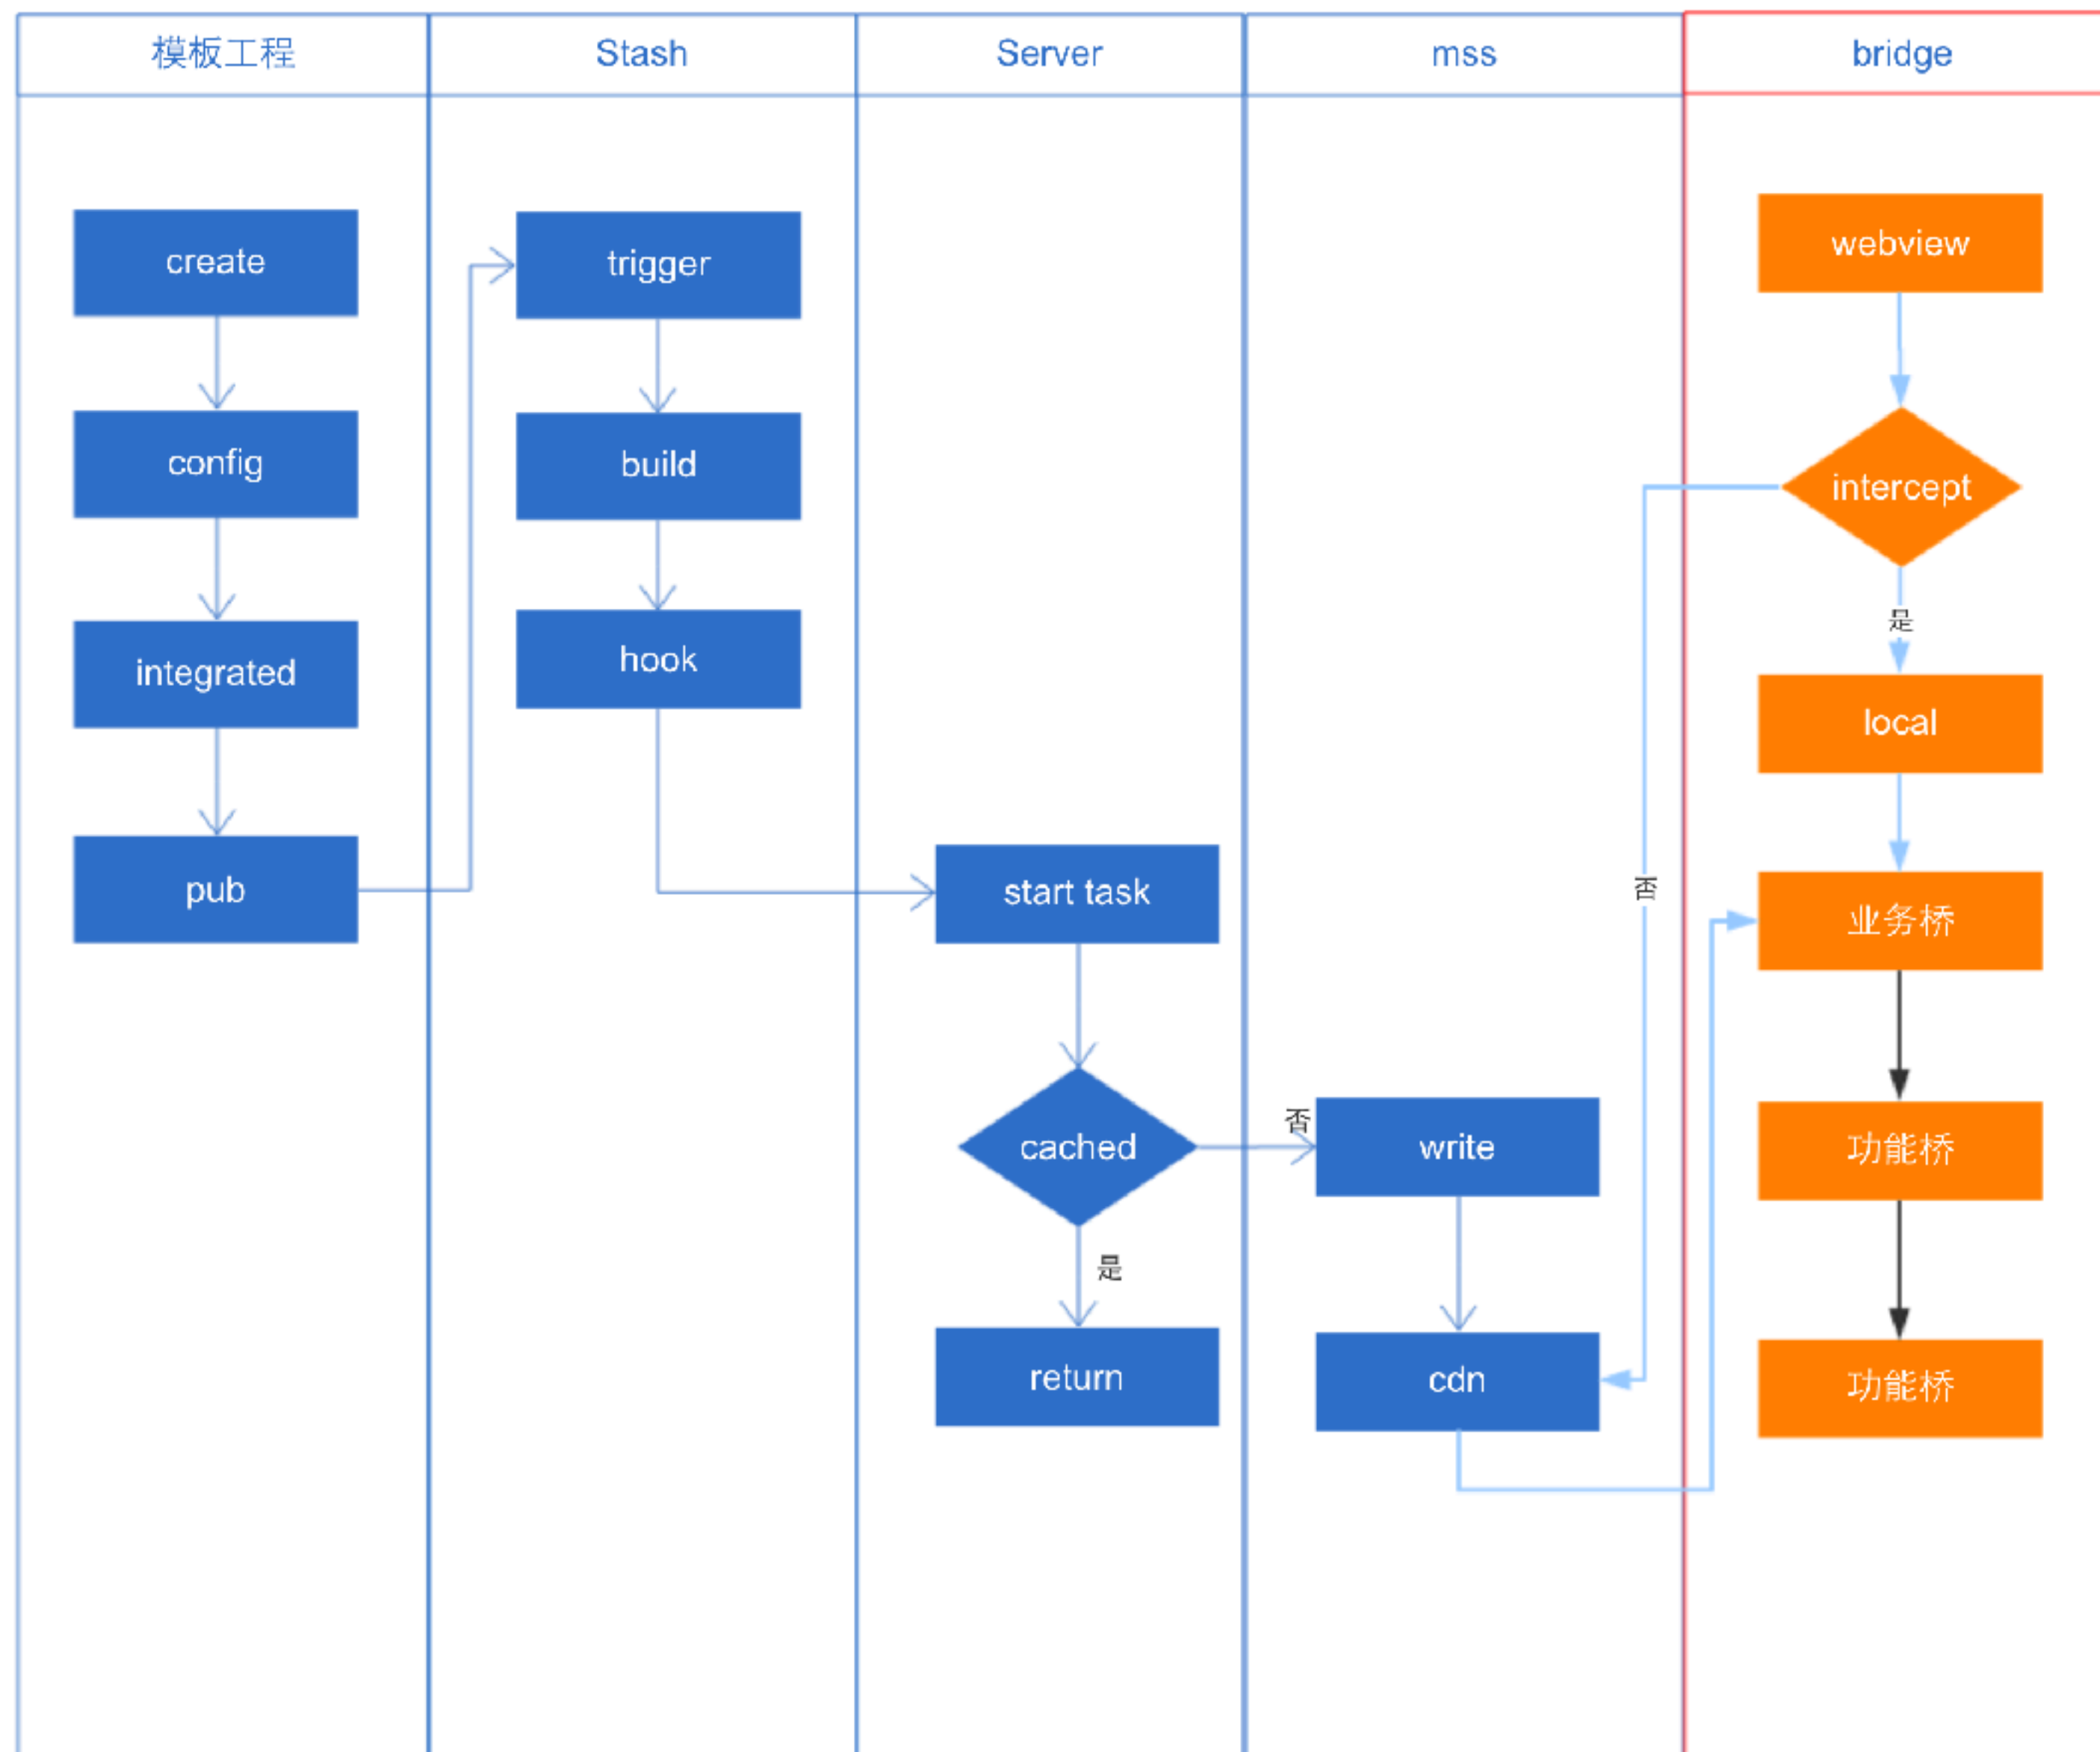 模板工程
Stash
Server
mss
bridge
create
config
integrated
pub
trigger
build
hook
start task
cached
是
return
否
write
cdn
webview
intercept
是
否
local
业务桥
功能桥
功能桥